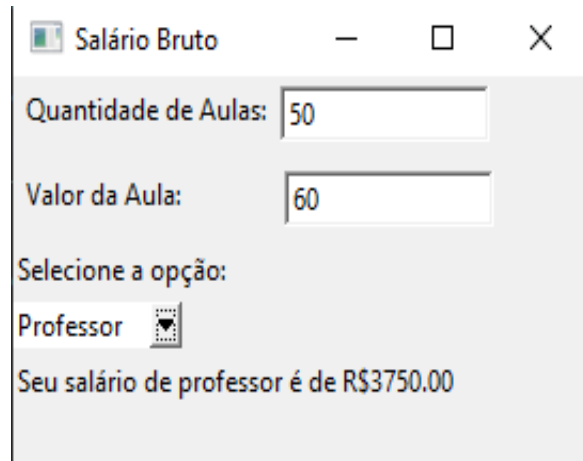 Salário Bruto
Quantidade de Aulas: 50
Valor da Aula: 60
Selecione a opção:
Professor
Seu salário de professor é de R$3750.00